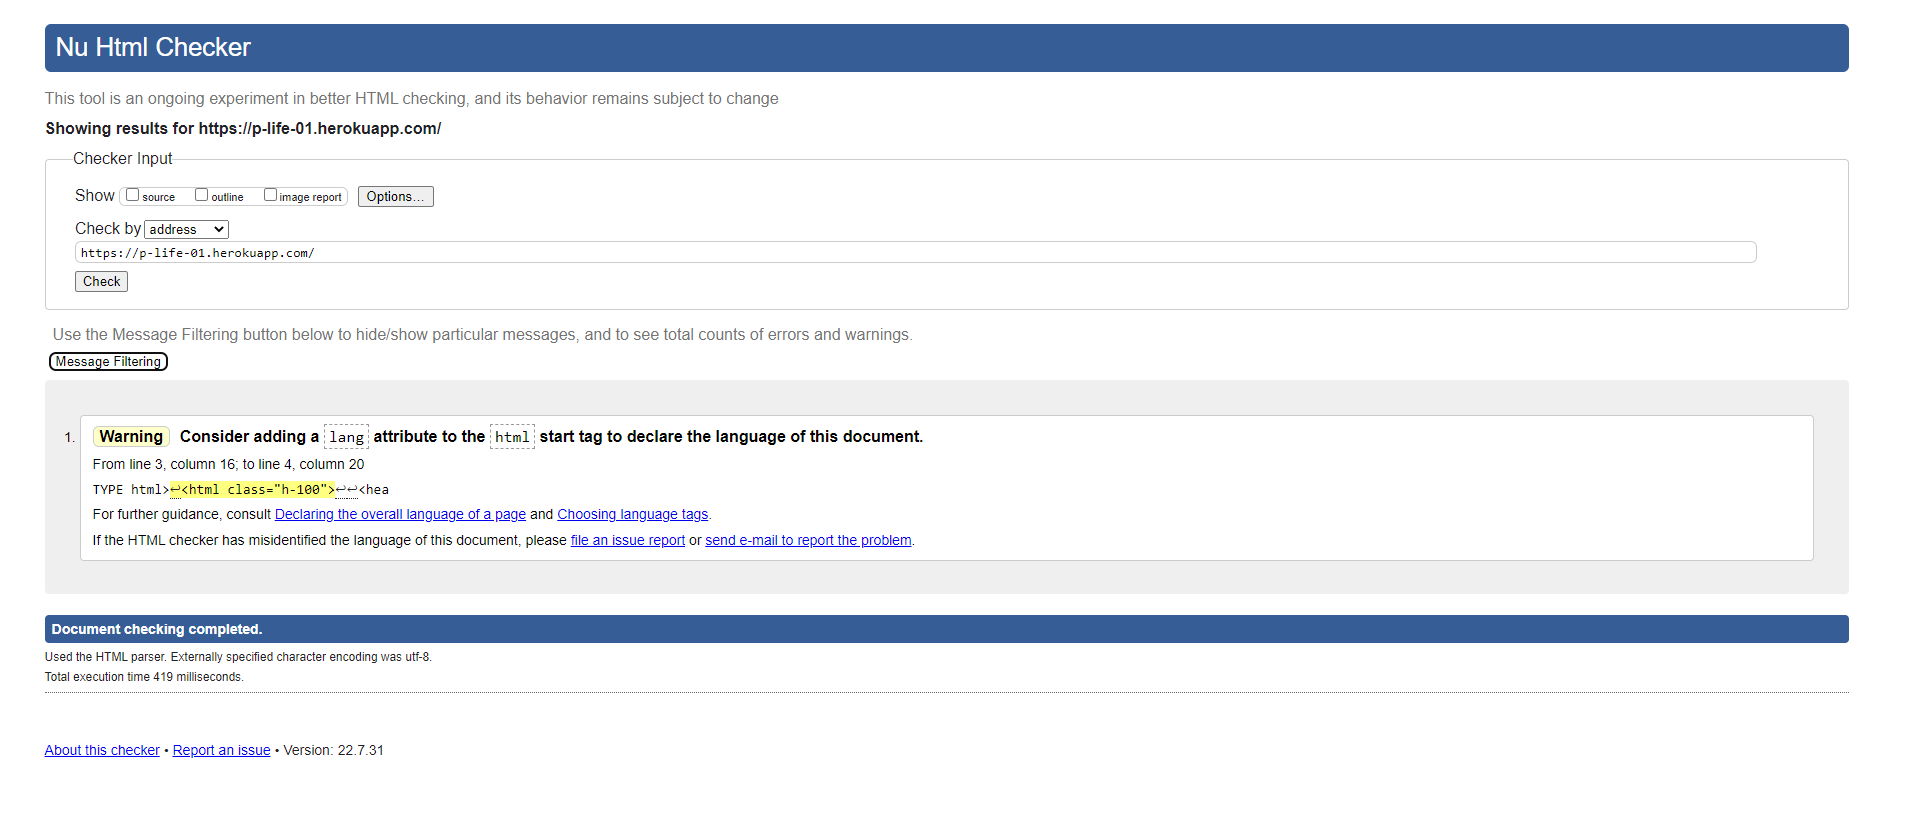 Nu Html Checker
This tool is an ongoing experiment in better HTML checking, and its behavior remains subject to change
Showing results for https://p-life-01.herokuapp.com/
Checker Input
Show source outline image report Options...
Check by address
https://p-life-01.herokuapp.com/
Check
Use the Message Filtering button below to hide/show particular messages, and to see total counts of errors and warnings.
Message Filtering
1. Warning Consider adding a lang attribute to the html start tag to declare the language of this document.
From line 3, column 16; to line 4, column 20
TYPE html>↩<html class="h-100">↩↩<hea
For further guidance, consult Declaring the overall language of a page and Choosing language tags.
If the HTML checker has misidentified the language of this document, please file an issue report or send e-mail to report the problem.
Document checking completed.
Used the HTML parser. Externally specified character encoding was utf-8.
Total execution time 419 milliseconds.
About this checker • Report an issue • Version: 22.7.31